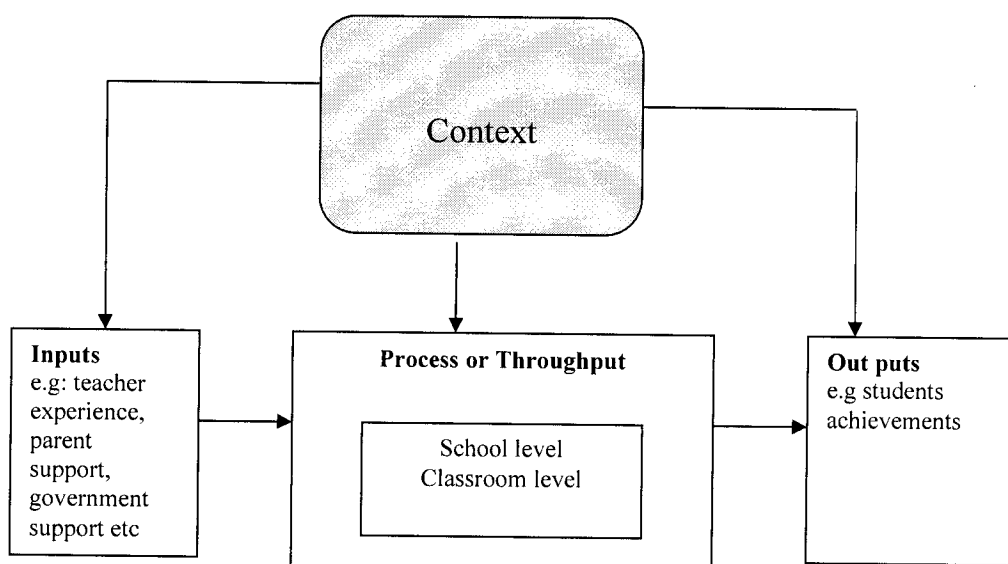 Context
Inputs
e.g: teacher
experience,
parent
support,
government
support etc
Process or Throughput
School level
Classroom level
Out puts
e.g students
achievements